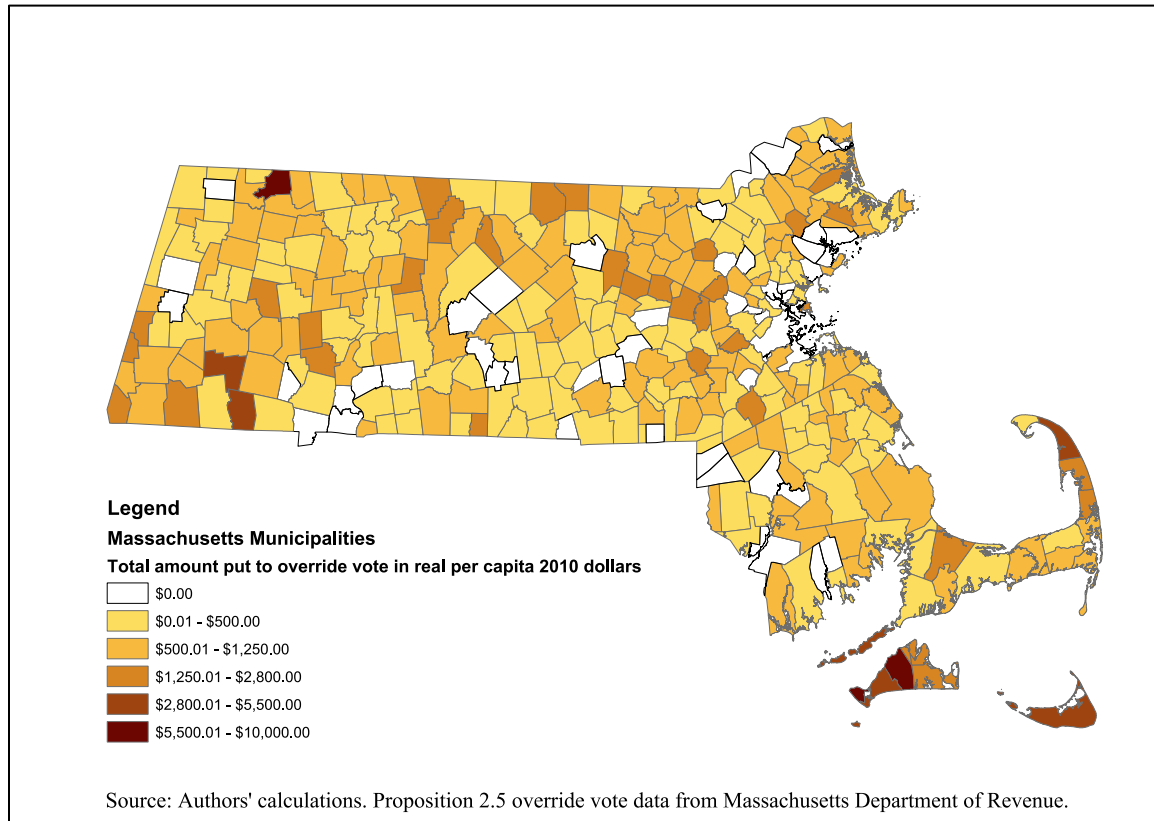 Legend
Massachusetts Municipalities
Total amount put to override vote in real per capita 2010 dollars
$0.00
$0.01 - $500.00
$500.01 - $1,250.00
$1,250.01 - $2,800.00
$2,800.01 - $5,500.00
$5,500.01 - $10,000.00
Source: Authors' calculations. Proposition 2.5 override vote data from Massachusetts Department of Revenue.